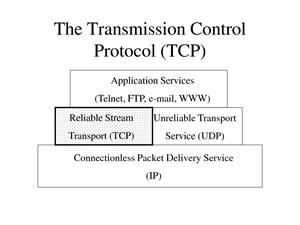 The Transmission Control
Protocol (TCP)
Application Services
(Telnet, FTP, e-mail, WWW)
Reliable Stream
Transport (TCP)
Unreliable Transport
Service (UDP)
Connectionless Packet Delivery Service
(IP)